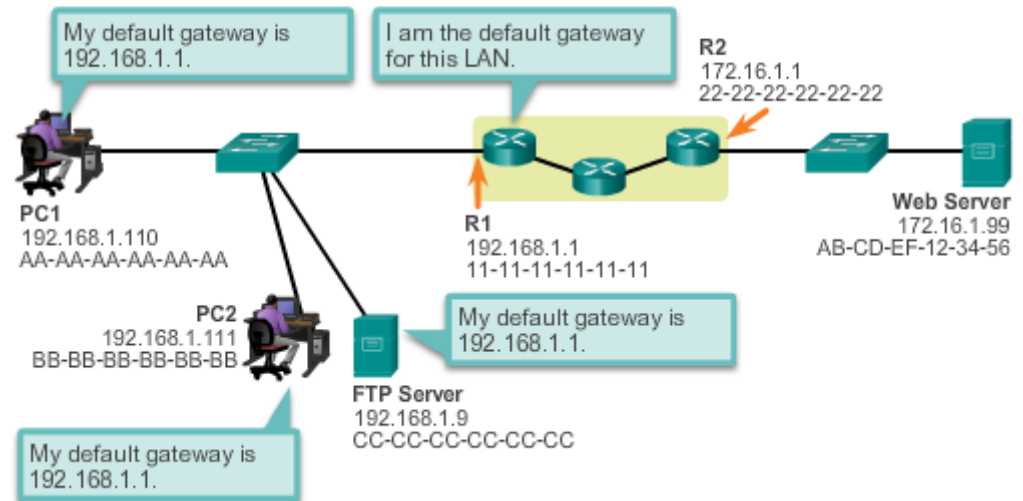 My default gateway is
192.168.1.1.
I am the default gateway
for this LAN.
R2
172.16.1.1
22-22-22-22-22-22
PC1
192.168.1.110
AA-AA-AA-AA-AA-AA
R1
192.168.1.1
11-11-11-11-11-11
Web Server
172.16.1.99
AB-CD-EF-12-34-56
PC2
192.168.1.111
BB-BB-BB-BB-BB-BB
My default gateway is
192.168.1.1.
FTP Server
192.168.1.9
CC-CC-CC-CC-CC-CC
My default gateway is
192.168.1.1.